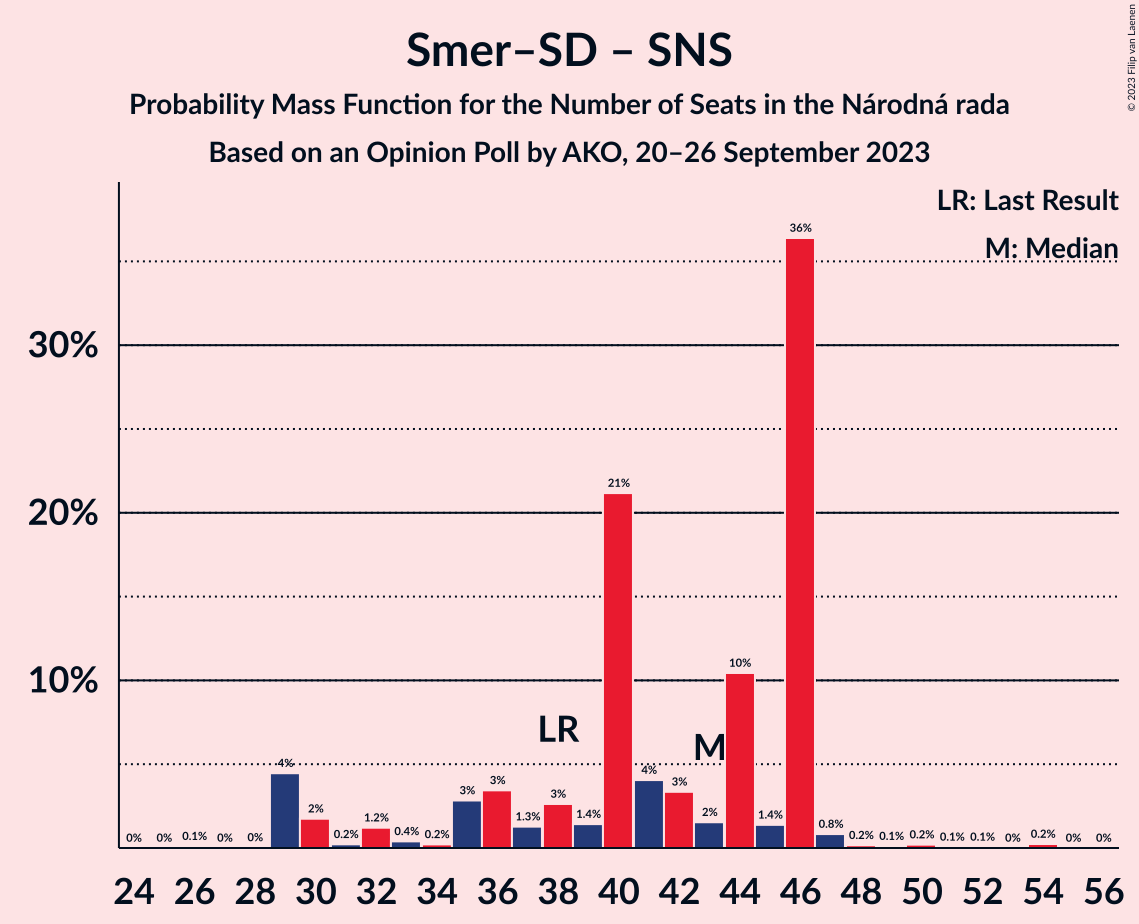 Smer–SD – SNS
Probability Mass Function for the Number of Seats in the Národná rada
Based on an Opinion Poll by AKO, 20–26 September 2023
© 2023 Filip van Laenen
LR: Last Result
M: Median
30%
20%
10%
0% 0% 0.1% 0% 0% 4% 2% 0.2% 1.2% 0.4% 0.2% 3% 3% 1.3% 3% 1.4% 21% 4% 3% 2% 10% 1.4% 36% 0.8% 0.2% 0.1% 0.2% 0.1% 0.1% 0% 0.2% 0% 0%
LR
M
24 26 28 30 32 34 36 38 40 42 44 46 48 50 52 54 56